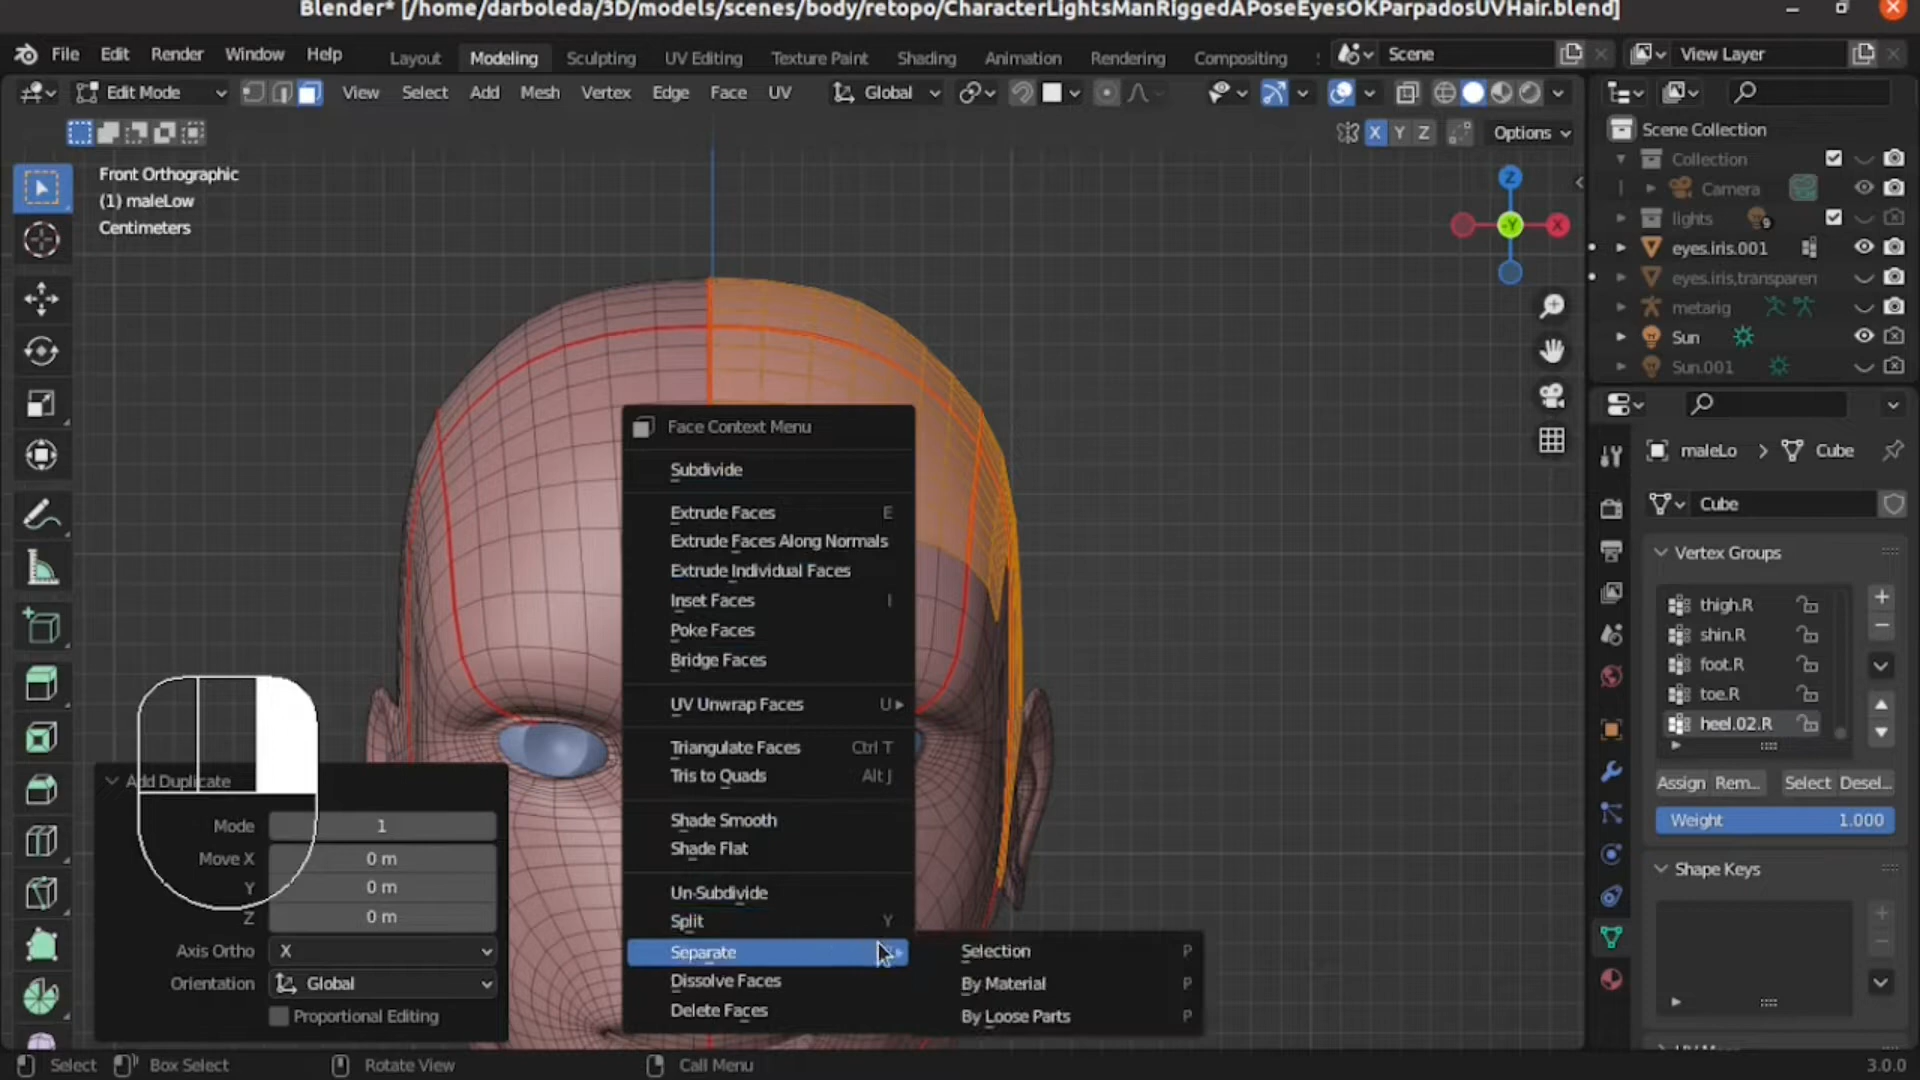 Blender* [/home/darboleda/3D/models/scenes/body/retopo/CharacterLightsManRiggedAPoseEyesOKParpadosUVHair.blend]
File Edit Render Window Help Layout Modeling Sculpting UV Editing Texture Paint Shading Animation Rendering Compositing Scene View Layer
Edit Mode View Select Add Mesh Vertex Edge Face UV Global
X Y Z Options
Front Orthographic
(1) maleLow
Centimeters
Z
-Y
X
Scene Collection
Collection
Camera
lights 9
eyes.iris.001
eyes.iris,transparen
metarig
Sun
Sun.001
maleLo > Cube
Cube
Vertex Groups
thigh.R
shin.R
foot.R
toe.R
heel.02.R
Assign Rem... Select Desel...
Weight 1.000
Shape Keys
Face Context Menu
Subdivide
Extrude Faces E
Extrude Faces Along Normals
Extrude Individual Faces
Inset Faces I
Poke Faces
Bridge Faces
UV Unwrap Faces U
Triangulate Faces Ctrl T
Tris to Quads Alt J
Shade Smooth
Shade Flat
Un-Subdivide
Split Y
Separate
Dissolve Faces
Delete Faces
Selection P
By Material P
By Loose Parts P
Add Duplicate
Mode 1
Move X 0 m
Y 0 m
Z 0 m
Axis Ortho X
Orientation Global
Proportional Editing
Select Box Select Rotate View Call Menu 3.0.0